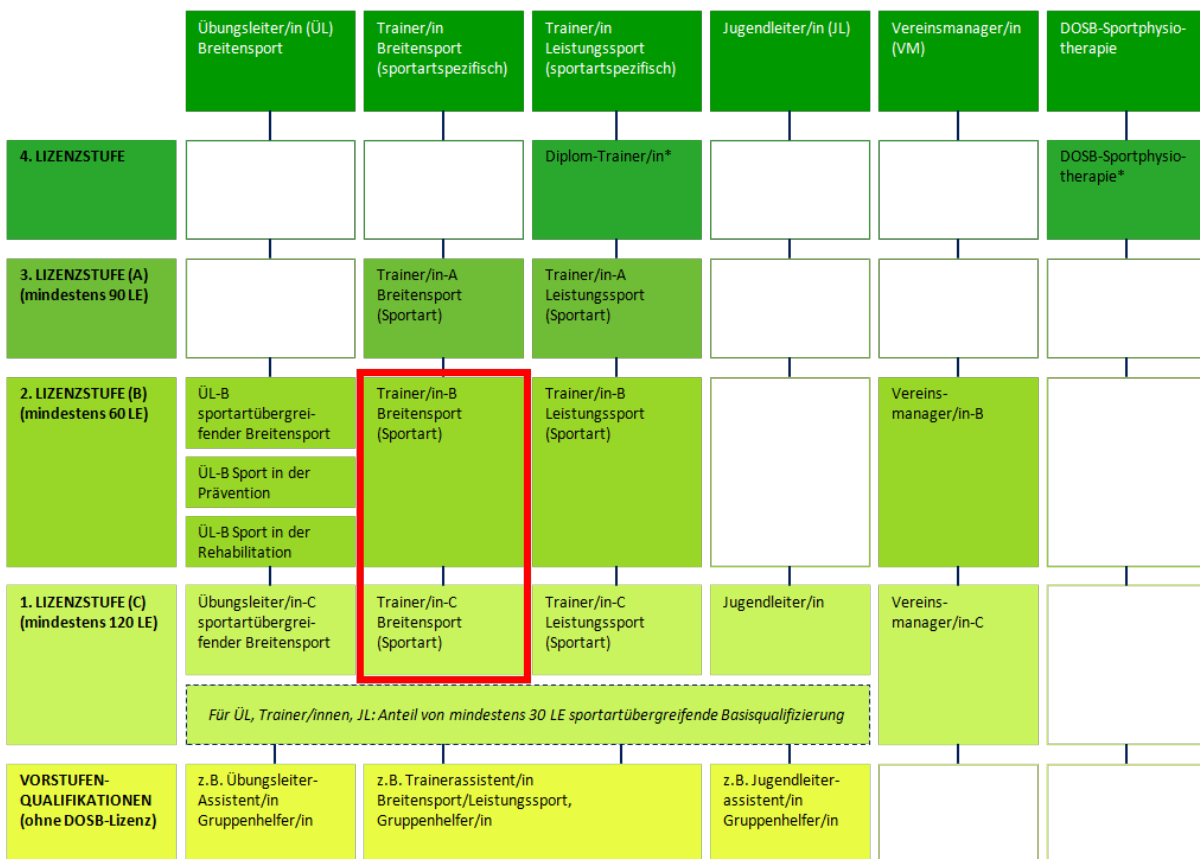 Übungsleiter/in (ÜL)
Breitensport
Trainer/in
Breitensport
(sportartspezifisch)
Trainer/in
Leistungssport
(sportartspezifisch)
Jugendleiter/in (JL)
Vereinsmanager/in
(VM)
DOSB-Sportphysio-
therapie
4. LIZENZSTUFE
Diplom-Trainer/in*
DOSB-Sportphysio-
therapie*
3. LIZENZSTUFE (A)
(mindestens 90 LE)
Trainer/in-A
Breitensport
(Sportart)
Trainer/in-A
Leistungssport
(Sportart)
2. LIZENZSTUFE (B)
(mindestens 60 LE)
ÜL-B
sportartübergrei-
fender Breitensport
ÜL-B Sport in der
Prävention
ÜL-B Sport in der
Rehabilitation
Trainer/in-B
Breitensport
(Sportart)
Trainer/in-B
Leistungssport
(Sportart)
Vereins-
manager/in-B
1. LIZENZSTUFE (C)
(mindestens 120 LE)
Übungsleiter/in-C
sportartübergrei-
fender Breitensport
Trainer/in-C
Breitensport
(Sportart)
Trainer/in-C
Leistungssport
(Sportart)
Jugendleiter/in
Vereins-
manager/in-C
Für ÜL, Trainer/innen, JL: Anteil von mindestens 30 LE sportartübergreifende Basisqualifizierung
VORSTUFEN-
QUALIFIKATIONEN
(ohne DOSB-Lizenz)
z.B. Übungsleiter-
Assistent/in
Gruppenhelfer/in
z.B. Trainerassistent/in
Breitensport/Leistungssport,
Gruppenhelfer/in
z.B. Jugendleiter-
assistent/in
Gruppenhelfer/in